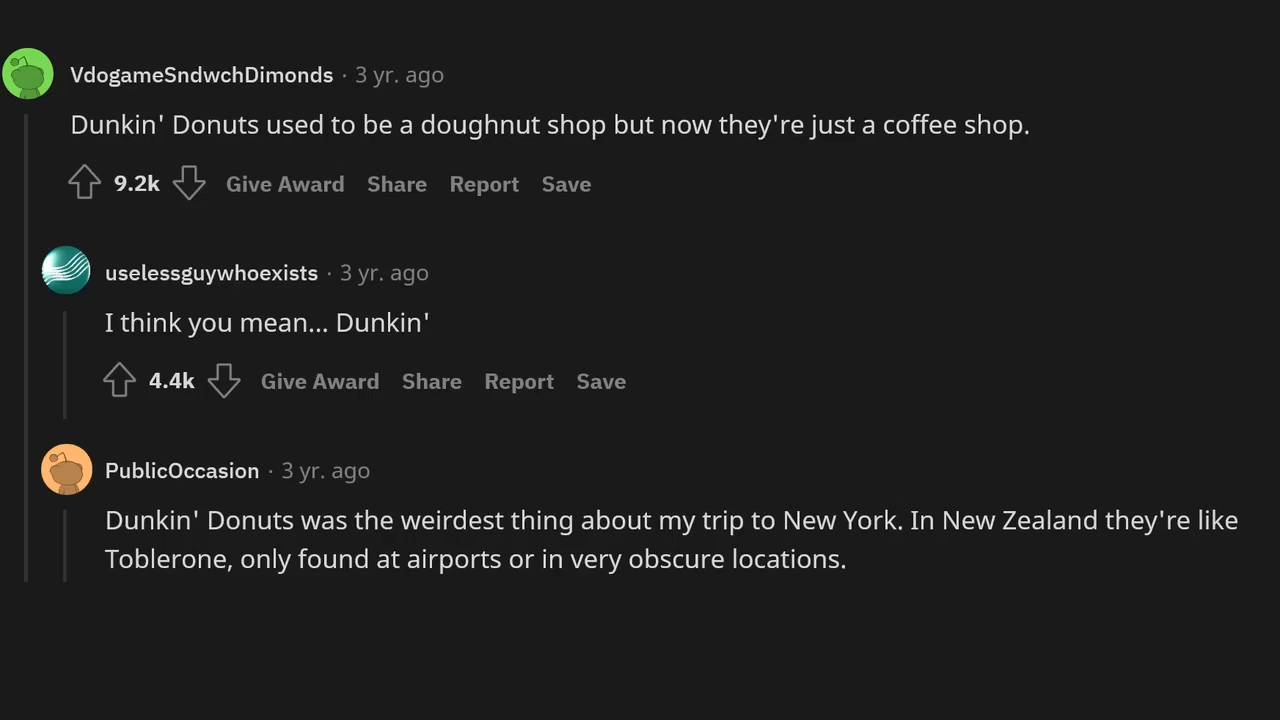 VdogameSndwchDimonds · 3 yr. ago
Dunkin' Donuts used to be a doughnut shop but now they're just a coffee shop.
9.2k Give Award Share Report Save
uselessguywhoexists · 3 yr. ago
I think you mean... Dunkin'
4.4k Give Award Share Report Save
PublicOccasion · 3 yr. ago
Dunkin' Donuts was the weirdest thing about my trip to New York. In New Zealand they're like
Toblerone, only found at airports or in very obscure locations.